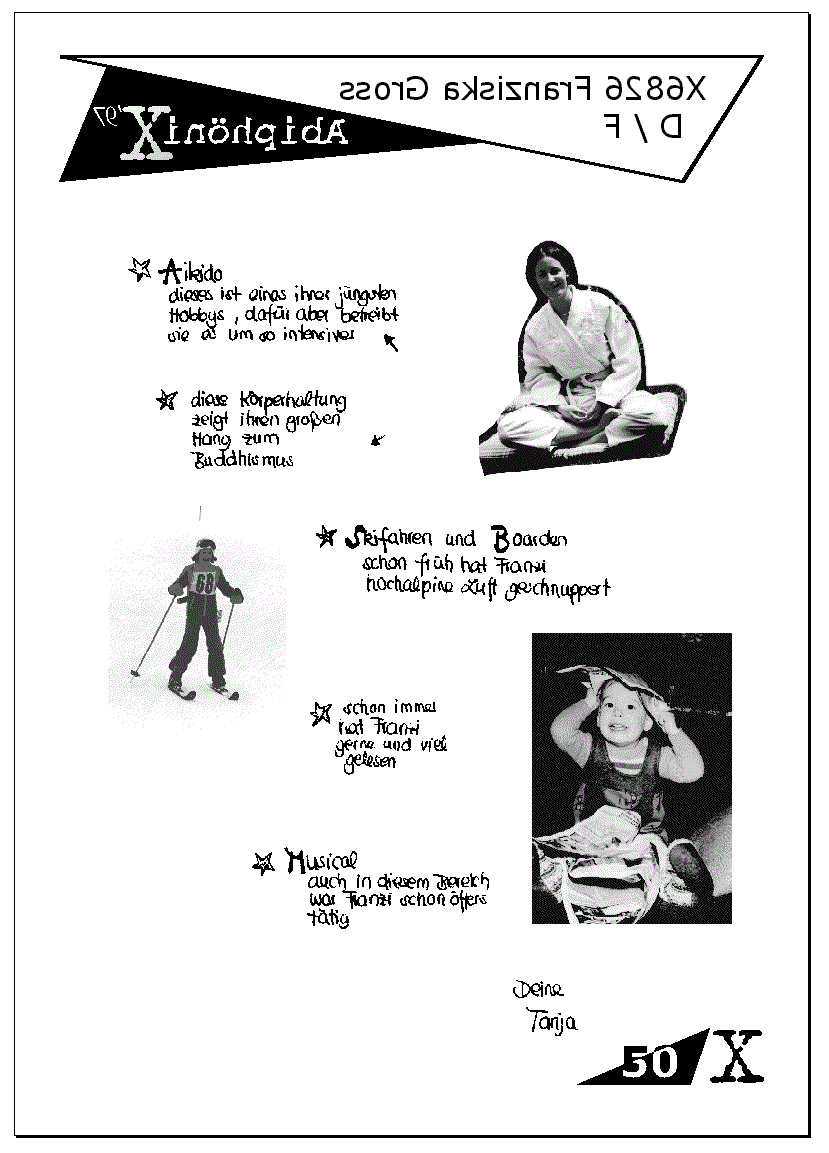 X6826 Franziska Gross
D / F
AbiphöniX '97
Aikido
dieses ist eines ihrer jüngsten
Hobbys, dafür aber betreibt
sie es um so intensiver
diese Körperhaltung
zeigt ihren großen
Hang zum
Buddhismus
68
Skifahren und Boarden
schon früh hat Franzi
hochalpine Luft geschnuppert
schon immer
hat Franzi
gerne und viel
gelesen
Musical
auch in diesem Bereich
war Franzi schon öfters
tätig
Deine
Tanja
50 X